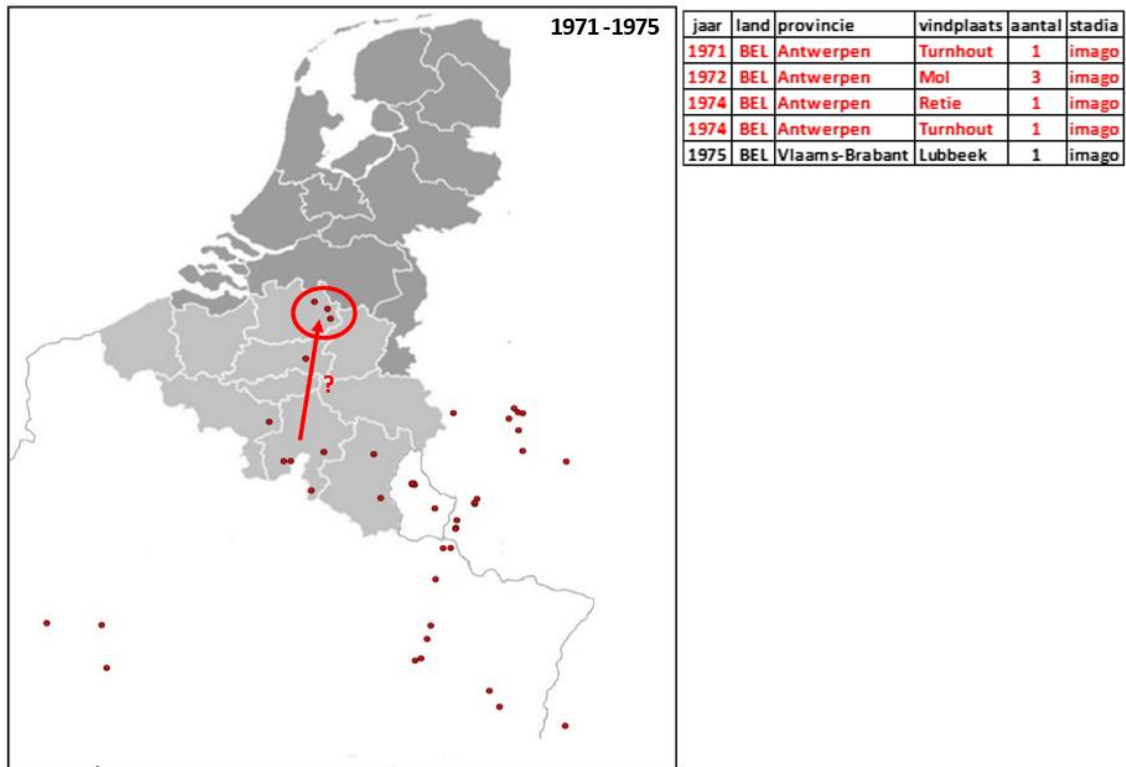 1971 -1975
?
jaar land provincie vindplaats aantal stadia
1971 BEL Antwerpen Turnhout 1 imago
1972 BEL Antwerpen Mol 3 imago
1974 BEL Antwerpen Retie 1 imago
1974 BEL Antwerpen Turnhout 1 imago
1975 BEL Vlaams-Brabant Lubbeek 1 imago